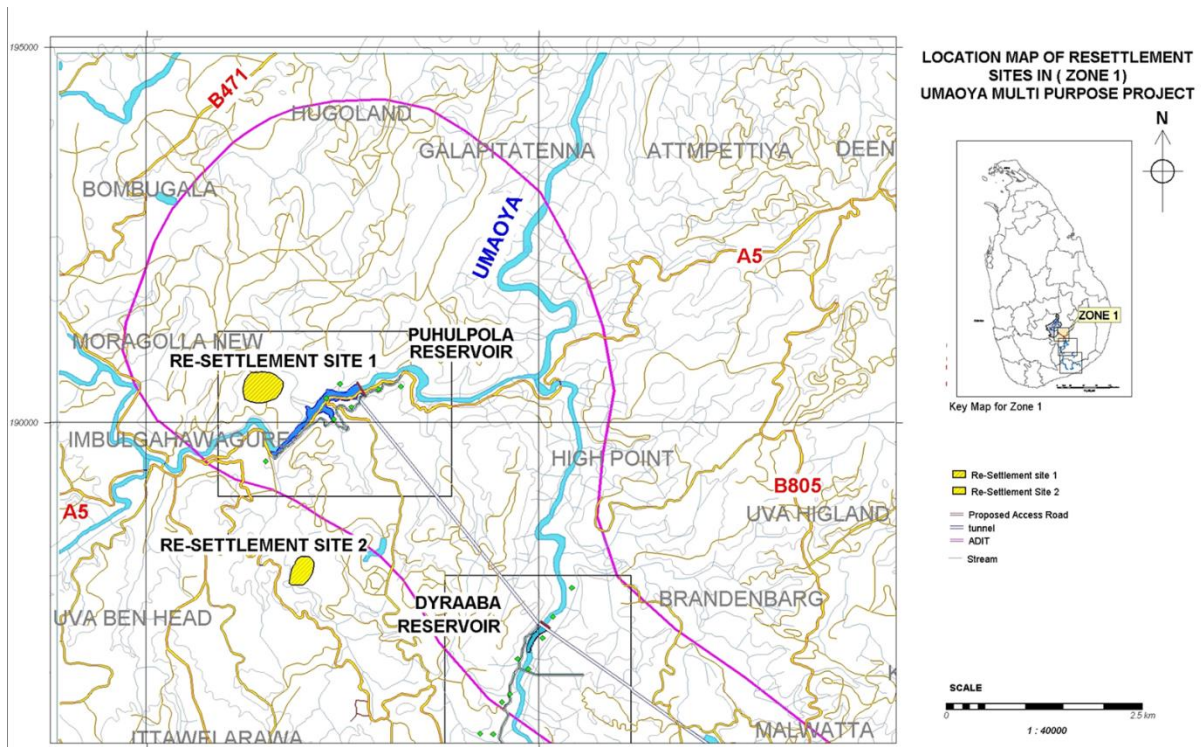 195000
190000
B471
HUGOLAND
GALAPITATENNA
ATTMPETTIYA
DEEN
BOMBUGALA
UMAOYA
A5
MORAGOLLA NEW
PUHULPOLA
RESERVOIR
RE-SETTLEMENT SITE 1
IMBULGAHAWAGURE
HIGH POINT
B805
A5
UVA HIGLAND
RE-SETTLEMENT SITE 2
DYRAABA
RESERVOIR
BRANDENBARG
UVA BEN HEAD
K
MALWATTA
ITTAWELARAWA
LOCATION MAP OF RESETTLEMENT
SITES IN ( ZONE 1)
UMAOYA MULTI PURPOSE PROJECT
N
ZONE 1
Key Map for Zone 1
Re-Settlement site 1
Re-Settlement Site 2
Proposed Access Road
tunnel
ADIT
Stream
SCALE
0
2.5 km
1 : 40000